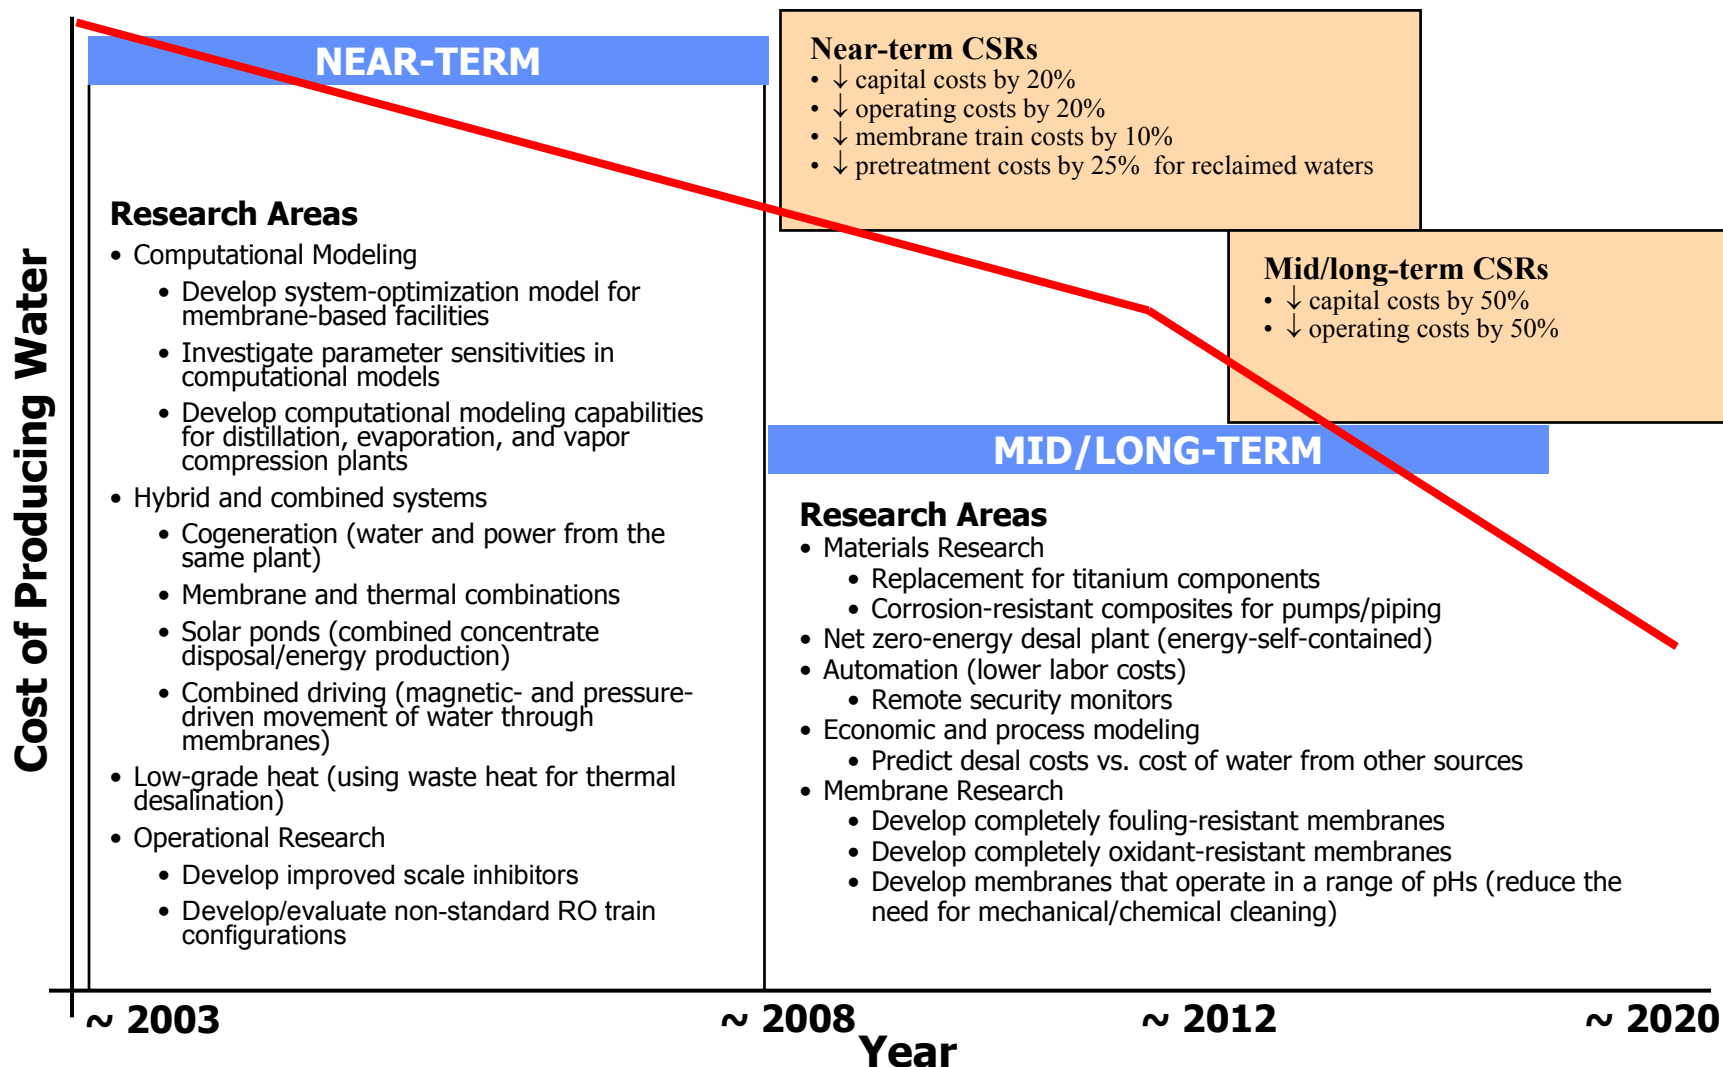 NEAR-TERM
Near-term CSRs
• ↓ capital costs by 20%
• ↓ operating costs by 20%
• ↓ membrane train costs by 10%
• ↓ pretreatment costs by 25% for reclaimed waters
Mid/long-term CSRs
• ↓ capital costs by 50%
• ↓ operating costs by 50%
Cost of Producing Water
Research Areas
• Computational Modeling
• Develop system-optimization model for
membrane-based facilities
• Investigate parameter sensitivities in
computational models
• Develop computational modeling capabilities
for distillation, evaporation, and vapor
compression plants
• Hybrid and combined systems
• Cogeneration (water and power from the
same plant)
• Membrane and thermal combinations
• Solar ponds (combined concentrate
disposal/energy production)
• Combined driving (magnetic- and pressure-
driven movement of water through
membranes)
• Low-grade heat (using waste heat for thermal
desalination)
• Operational Research
• Develop improved scale inhibitors
• Develop/evaluate non-standard RO train
configurations
MID/LONG-TERM
Research Areas
• Materials Research
• Replacement for titanium components
• Corrosion-resistant composites for pumps/piping
• Net zero-energy desal plant (energy-self-contained)
• Automation (lower labor costs)
• Remote security monitors
• Economic and process modeling
• Predict desal costs vs. cost of water from other sources
• Membrane Research
• Develop completely fouling-resistant membranes
• Develop completely oxidant-resistant membranes
• Develop membranes that operate in a range of pHs (reduce the
need for mechanical/chemical cleaning)
~ 2003
~ 2008
~ 2012
~ 2020
Year